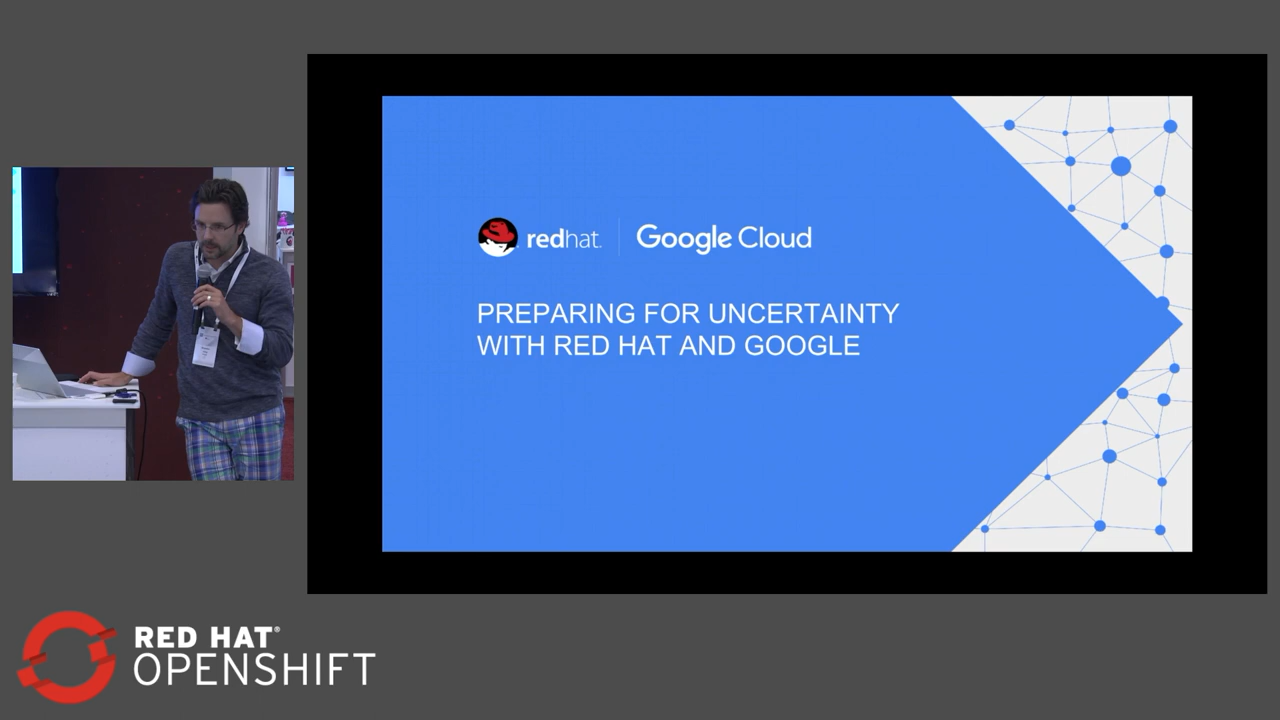 redhat.
Google Cloud
PREPARING FOR UNCERTAINTY
WITH RED HAT AND GOOGLE
RED HAT®
OPENSHIFT